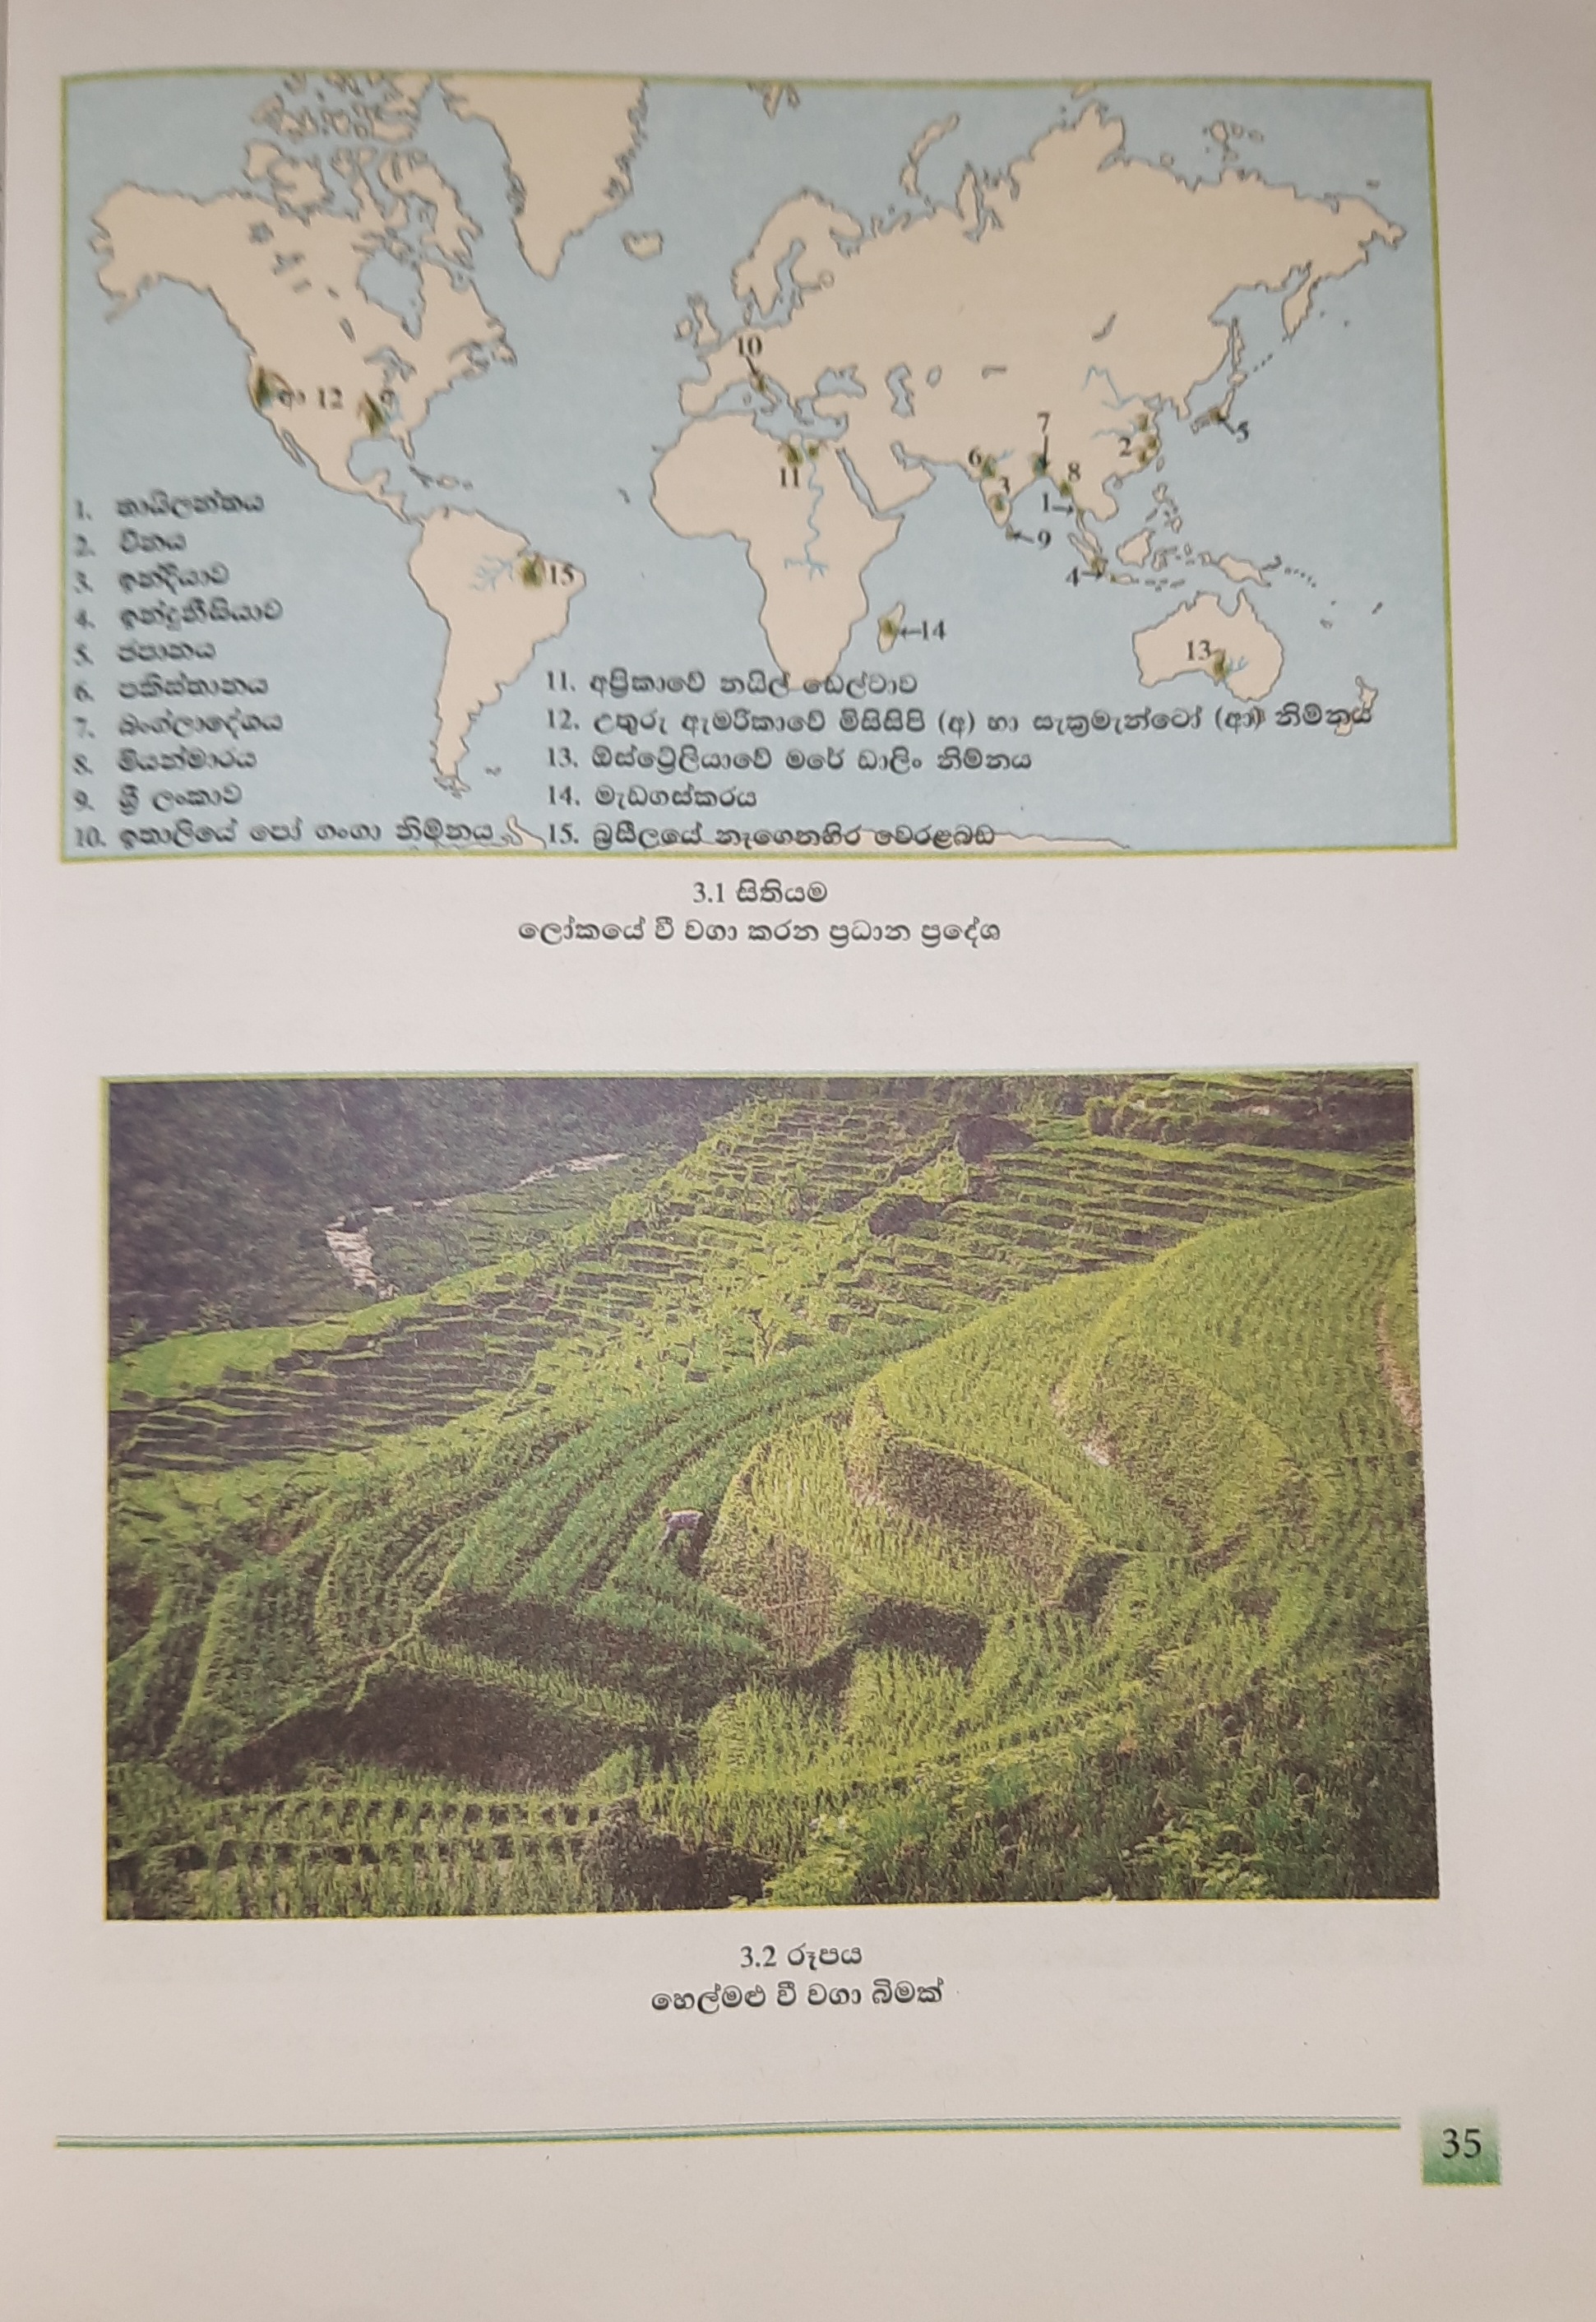 10
ආ 12 අ
7
5
2
6
11
8
3
1
9
15
4
14
13
1. තායිලන්තය
2. චීනය
3. ඉන්දියාව
4. ඉන්දුනීසියාව
5. ජපානය
6. පකිස්තානය
7. බංග්ලාදේශය
8. මියන්මාරය
9. ශ්‍රී ලංකාව
10. ඉතාලියේ පෝ ගංගා නිම්නය
11. අප්‍රිකාවේ නයිල් ඩෙල්ටාව
12. උතුරු ඇමරිකාවේ මිසිසිපි (අ) හා සැක්‍රමැන්ටෝ (ආ) නිම්නය
13. ඕස්ට්‍රේලියාවේ මරේ ඩාලිං නිම්නය
14. මැඩගස්කරය
15. බ්‍රසීලයේ නැගෙනහිර වෙරළබඩ
3.1 සිතියම
ලෝකයේ වී වගා කරන ප්‍රධාන ප්‍රදේශ
3.2 රූපය
හෙල්මළු වී වගා බිමක්
35